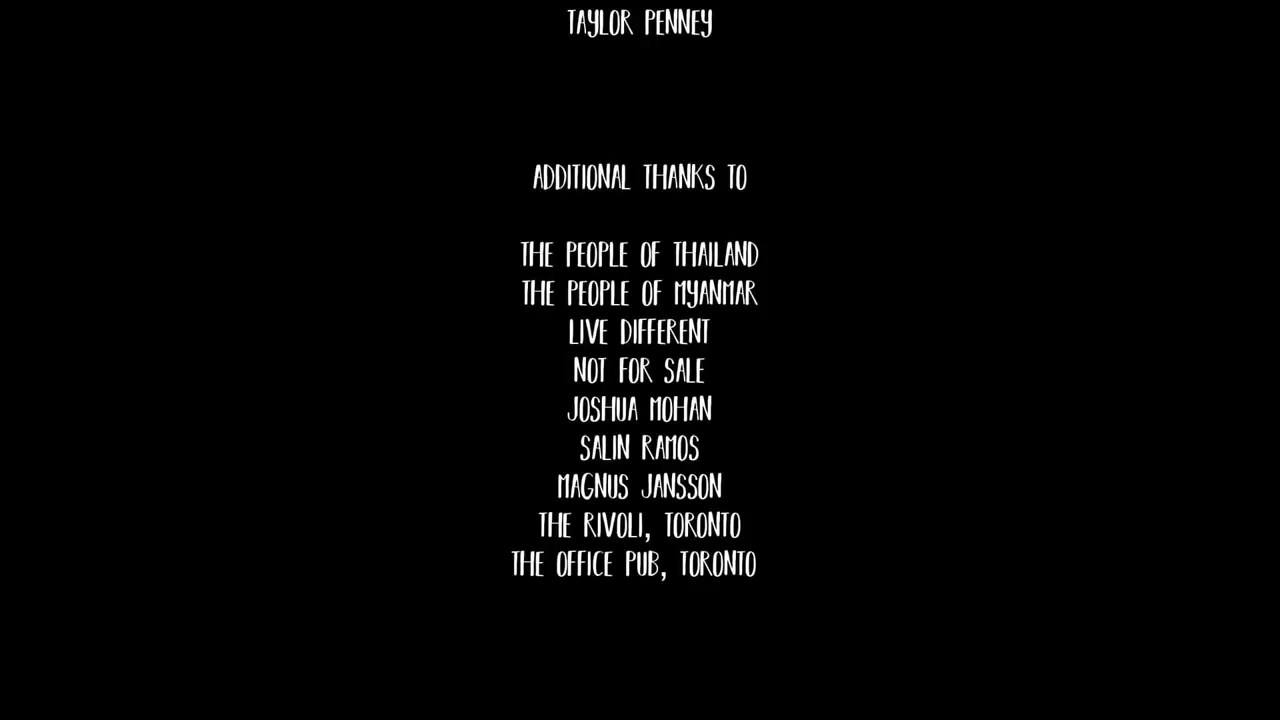 TAYLOR PENNEY
ADDITIONAL THANKS TO
THE PEOPLE OF THAILAND
THE PEOPLE OF MYANMAR
LIVE DIFFERENT
NOT FOR SALE
JOSHUA MOHAN
SALIN RAMOS
MAGNUS JANSSON
THE RIVOLI, TORONTO
THE OFFICE PUB, TORONTO